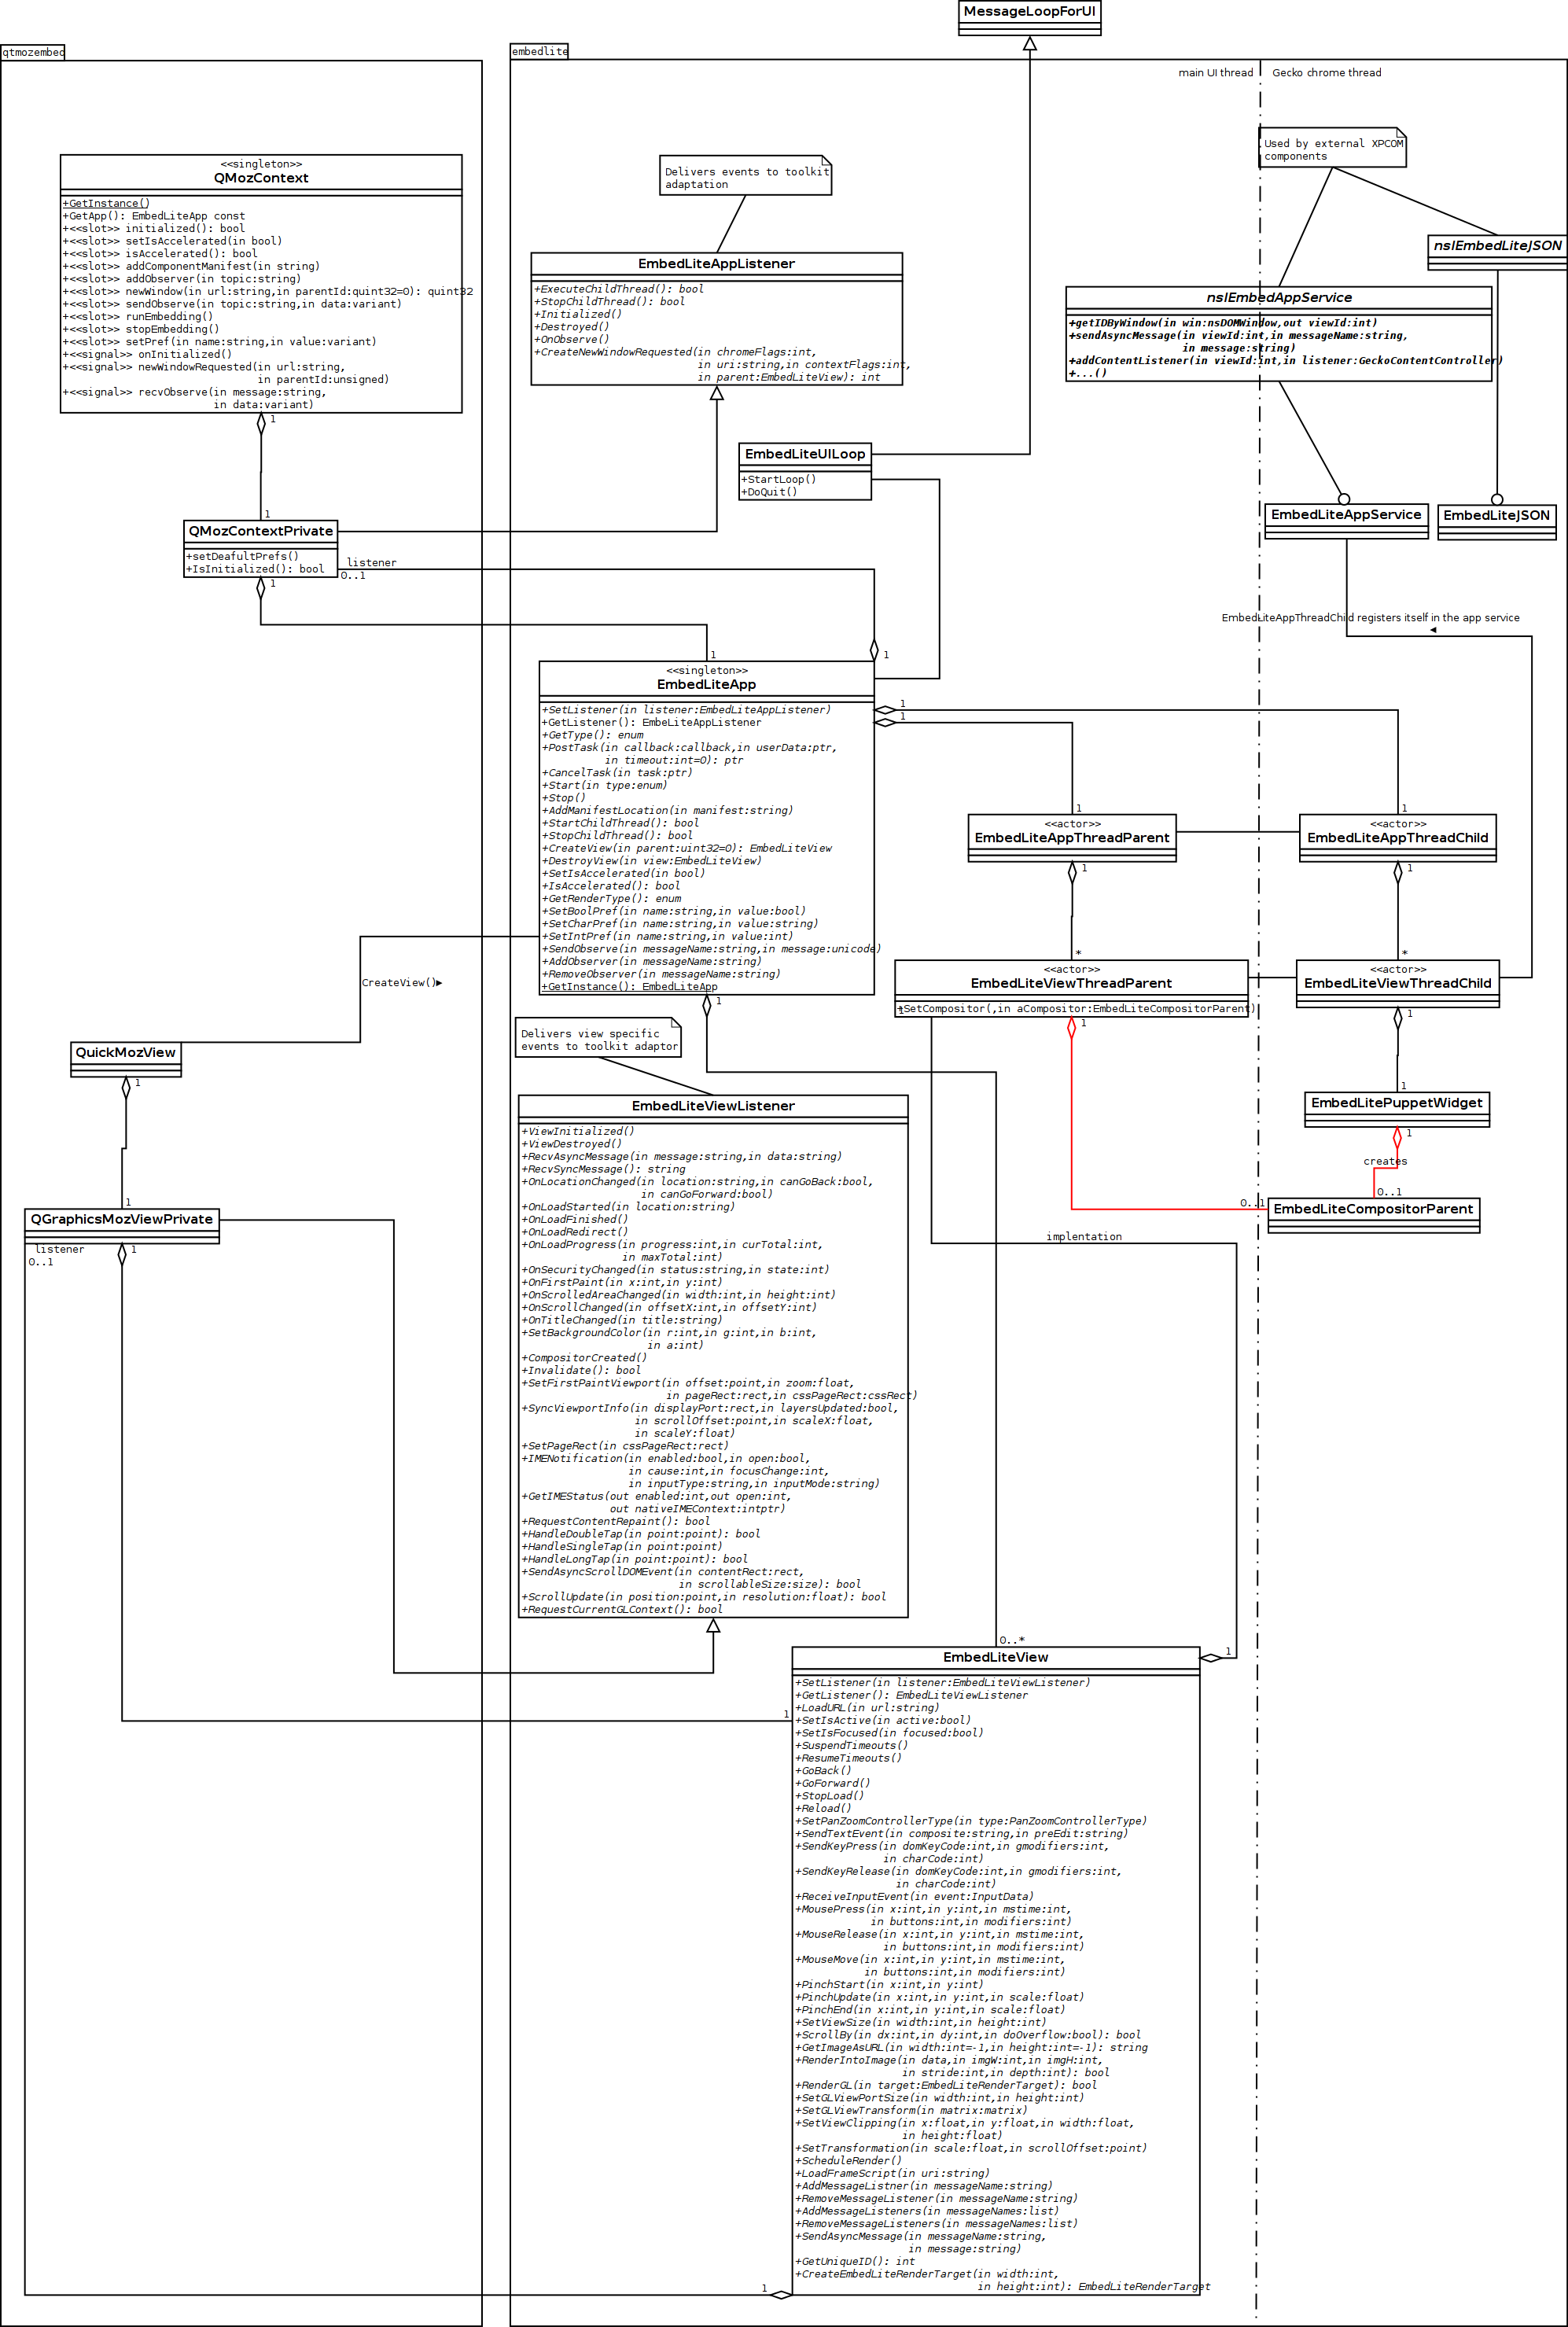 MessageLoopForUI
qtmozembed
embedlite
main UI thread
Gecko chrome thread
<<singleton>>
QMozContext
+GetInstance()
+GetApp(): EmbedLiteApp const
+<<slot>> initialized(): bool
+<<slot>> setIsAccelerated(in bool)
+<<slot>> isAccelerated(): bool
+<<slot>> addComponentManifest(in string)
+<<slot>> addObserver(in topic:string)
+<<slot>> newWindow(in url:string,in parentId:quint32=0): quint32
+<<slot>> sendObserve(in topic:string,in data:variant)
+<<slot>> runEmbedding()
+<<slot>> stopEmbedding()
+<<slot>> setPref(in name:string,in value:variant)
+<<signal>> onInitialized()
+<<signal>> newWindowRequested(in url:string,
in parentId:unsigned)
+<<signal>> recvObserve(in message:string,
in data:variant)
1
1
QMozContextPrivate
+setDeafultPrefs()
+IsInitialized(): bool
1
listener
0..1
Delivers events to toolkit
adaptation
EmbedLiteAppListener
+ExecuteChildThread(): bool
+StopChildThread(): bool
+Initialized()
+Destroyed()
+OnObserve()
+CreateNewWindowRequested(in chromeFlags:int,
in uri:string,in contextFlags:int,
in parent:EmbedLiteView): int
EmbedLiteUILoop
+StartLoop()
+DoQuit()
Used by external XPCOM
components
nsIEmbedLiteJSON
nsIEmbedAppService
+getIDByWindow(in win:nsDOMWindow,out viewId:int)
+sendAsyncMessage(in viewId:int,in messageName:string,
in message:string)
+addContentListener(in viewId:int,in listener:GeckoContentController)
+...()
EmbedLiteAppService
EmbedLiteJSON
EmbedLiteAppThreadChild registers itself in the app service
1
1
<<singleton>>
EmbedLiteApp
+SetListener(in listener:EmbedLiteAppListener)
+GetListener(): EmbeLiteAppListener
+GetType(): enum
+PostTask(in callback:callback,in userData:ptr,
in timeout:int=0): ptr
+CancelTask(in task:ptr)
+Start(in type:enum)
+Stop()
+AddManifestLocation(in manifest:string)
+StartChildThread(): bool
+StopChildThread(): bool
+CreateView(in parent:uint32=0): EmbedLiteView
+DestroyView(in view:EmbedLiteView)
+SetIsAccelerated(in bool)
+IsAccelerated(): bool
+GetRenderType(): enum
+SetBoolPref(in name:string,in value:bool)
+SetCharPref(in name:string,in value:string)
+SetIntPref(in name:string,in value:int)
+SendObserve(in messageName:string,in message:unicode)
+AddObserver(in messageName:string)
+RemoveObserver(in messageName:string)
+GetInstance(): EmbedLiteApp
1
1
1
1
1
<<actor>>
EmbedLiteAppThreadParent
1
<<actor>>
EmbedLiteAppThreadChild
1
*
<<actor>>
EmbedLiteViewThreadParent
+SetCompositor(,in aCompositor:EmbedLiteCompositorParent)
1
1
*
<<actor>>
EmbedLiteViewThreadChild
1
1
EmbedLitePuppetWidget
1
creates
0..1
0..1
EmbedLiteCompositorParent
implentation
CreateView()
QuickMozView
1
1
QGraphicsMozViewPrivate
listener
0..1
1
Delivers view specific
events to toolkit adaptor
EmbedLiteViewListener
+ViewInitialized()
+ViewDestroyed()
+RecvAsyncMessage(in message:string,in data:string)
+RecvSyncMessage(): string
+OnLocationChanged(in location:string,in canGoBack:bool,
in canGoForward:bool)
+OnLoadStarted(in location:string)
+OnLoadFinished()
+OnLoadRedirect()
+OnLoadProgress(in progress:int,in curTotal:int,
in maxTotal:int)
+OnSecurityChanged(in status:string,in state:int)
+OnFirstPaint(in x:int,in y:int)
+OnScrolledAreaChanged(in width:int,in height:int)
+OnScrollChanged(in offsetX:int,in offsetY:int)
+OnTitleChanged(in title:string)
+SetBackgroundColor(in r:int,in g:int,in b:int,
in a:int)
+CompositorCreated()
+Invalidate(): bool
+SetFirstPaintViewport(in offset:point,in zoom:float,
in pageRect:rect,in cssPageRect:cssRect)
+SyncViewportInfo(in displayPort:rect,in layersUpdated:bool,
in scrollOffset:point,in scaleX:float,
in scaleY:float)
+SetPageRect(in cssPageRect:rect)
+IMENotification(in enabled:bool,in open:bool,
in cause:int,in focusChange:int,
in inputType:string,in inputMode:string)
+GetIMEStatus(out enabled:int,out open:int,
out nativeIMEContext:intptr)
+RequestContentRepaint(): bool
+HandleDoubleTap(in point:point): bool
+HandleSingleTap(in point:point)
+HandleLongTap(in point:point): bool
+SendAsyncScrollDOMEvent(in contentRect:rect,
in scrollableSize:size): bool
+ScrollUpdate(in position:point,in resolution:float): bool
+RequestCurrentGLContext(): bool
0..*
1
1
EmbedLiteView
+SetListener(in listener:EmbedLiteViewListener)
+GetListener(): EmbedLiteViewListener
+LoadURL(in url:string)
+SetIsActive(in active:bool)
+SetIsFocused(in focused:bool)
+SuspendTimeouts()
+ResumeTimeouts()
+GoBack()
+GoForward()
+StopLoad()
+Reload()
+SetPanZoomControllerType(in type:PanZoomControllerType)
+SendTextEvent(in composite:string,in preEdit:string)
+SendKeyPress(in domKeyCode:int,in gmodifiers:int,
in charCode:int)
+SendKeyRelease(in domKeyCode:int,in gmodifiers:int,
in charCode:int)
+ReceiveInputEvent(in event:InputData)
+MousePress(in x:int,in y:int,in mstime:int,
in buttons:int,in modifiers:int)
+MouseRelease(in x:int,in y:int,in mstime:int,
in buttons:int,in modifiers:int)
+MouseMove(in x:int,in y:int,in mstime:int,
in buttons:int,in modifiers:int)
+PinchStart(in x:int,in y:int)
+PinchUpdate(in x:int,in y:int,in scale:float)
+PinchEnd(in x:int,in y:int,in scale:float)
+SetViewSize(in width:int,in height:int)
+ScrollBy(in dx:int,in dy:int,in doOverflow:bool): bool
+GetImageAsURL(in width:int=-1,in height:int=-1): string
+RenderIntoImage(in data,in imgW:int,in imgH:int,
in stride:int,in depth:int): bool
+RenderGL(in target:EmbedLiteRenderTarget): bool
+SetGLViewPortSize(in width:int,in height:int)
+SetGLViewTransform(in matrix:matrix)
+SetViewClipping(in x:float,in y:float,in width:float,
in height:float)
+SetTransformation(in scale:float,in scrollOffset:point)
+ScheduleRender()
+LoadFrameScript(in uri:string)
+AddMessageListner(in messageName:string)
+RemoveMessageListener(in messageName:string)
+AddMessageListeners(in messageNames:list)
+RemoveMessageListeners(in messageNames:list)
+SendAsyncMessage(in messageName:string,
in message:string)
+GetUniqueID(): int
+CreateEmbedLiteRenderTarget(in width:int,
in height:int): EmbedLiteRenderTarget
1